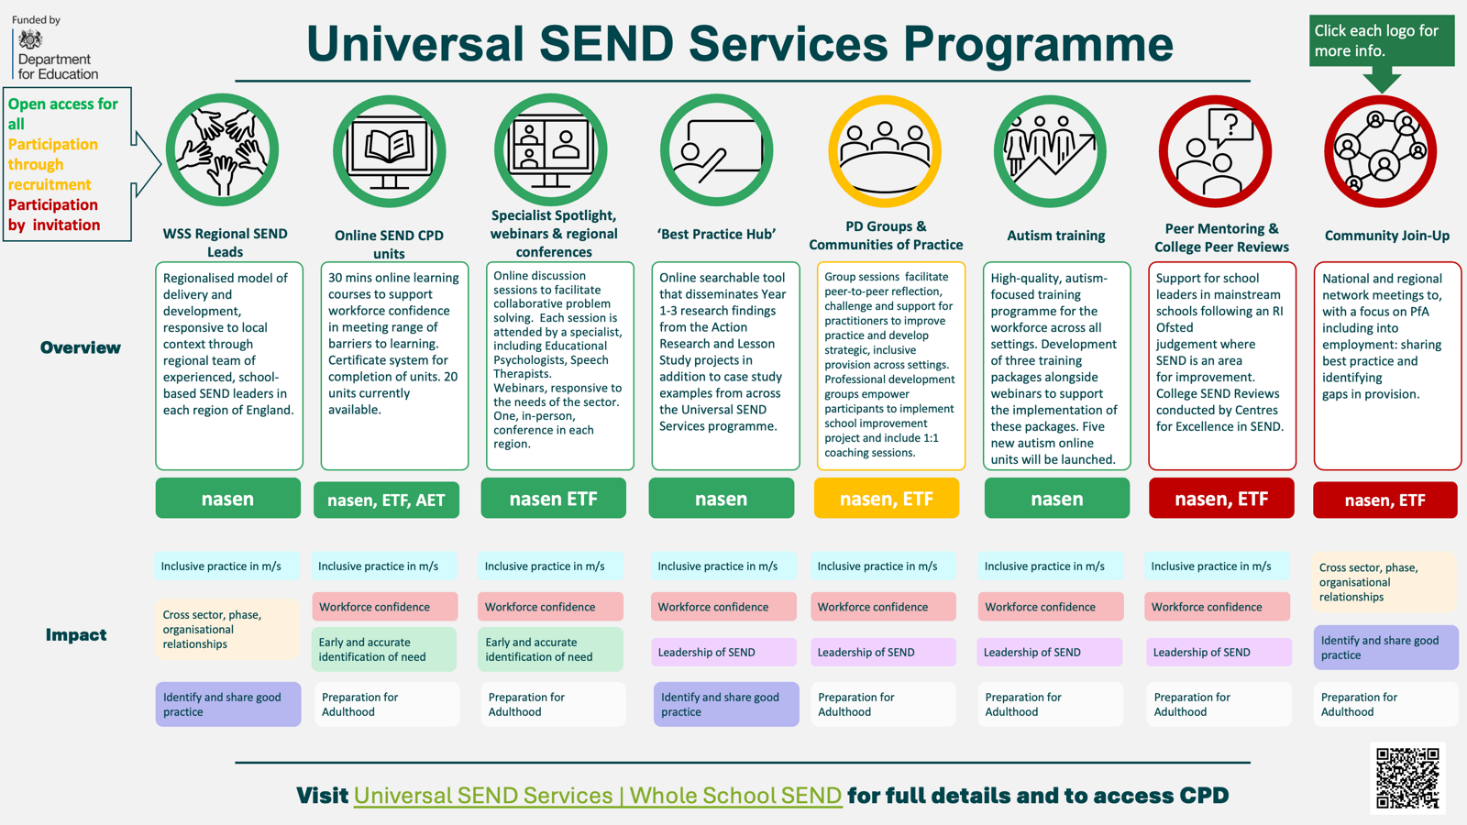 Funded by
Department
for Education
Universal SEND Services Programme
Click each logo for
more info.
Open access for
all
Participation
through
recruitment
Participation
by invitation
WSS Regional SEND
Leads
Online SEND CPD
units
Specialist Spotlight,
webinars & regional
conferences
‘Best Practice Hub’
PD Groups &
Communities of Practice
Autism training
Peer Mentoring &
College Peer Reviews
Community Join-Up
Overview
Regionalised model of
delivery and
development,
responsive to local
context through
regional team of
experienced, school-
based SEND leaders in
each region of England.
30 mins online learning
courses to support
workforce confidence
in meeting range of
barriers to learning.
Certificate system for
completion of units. 20
units currently
available.
Online discussion
sessions to facilitate
collaborative problem
solving. Each session is
attended by a specialist,
including Educational
Psychologists, Speech
Therapists.
Webinars, responsive to
the needs of the sector.
One, in-person,
conference in each
region.
Online searchable tool
that disseminates Year
1-3 research findings
from the Action
Research and Lesson
Study projects in
addition to case study
examples from across
the Universal SEND
Services programme.
Group sessions facilitate
peer-to-peer reflection,
challenge and support for
practitioners to improve
practice and develop
strategic, inclusive
provision across settings.
Professional development
groups empower
participants to implement
school improvement
project and include 1:1
coaching sessions.
High-quality, autism-
focused training
programme for the
workforce across all
settings. Development
of three training
packages alongside
webinars to support
the implementation of
these packages. Five
new autism online
units will be launched.
Support for school
leaders in mainstream
schools following an RI
Ofsted
judgement where
SEND is an area
for improvement.
College SEND Reviews
conducted by Centres
for Excellence in SEND.
National and regional
network meetings to,
with a focus on PfA
including into
employment: sharing
best practice and
identifying
gaps in provision.
nasen
nasen, ETF, AET
nasen ETF
nasen
nasen, ETF
nasen
nasen, ETF
nasen, ETF
Impact
Inclusive practice in m/s
Cross sector, phase,
organisational
relationships
Identify and share good
practice
Inclusive practice in m/s
Workforce confidence
Early and accurate
identification of need
Preparation for
Adulthood
Inclusive practice in m/s
Workforce confidence
Early and accurate
identification of need
Preparation for
Adulthood
Inclusive practice in m/s
Workforce confidence
Leadership of SEND
Identify and share good
practice
Inclusive practice in m/s
Workforce confidence
Leadership of SEND
Preparation for
Adulthood
Inclusive practice in m/s
Workforce confidence
Leadership of SEND
Preparation for
Adulthood
Inclusive practice in m/s
Workforce confidence
Leadership of SEND
Preparation for
Adulthood
Cross sector, phase,
organisational
relationships
Identify and share good
practice
Preparation for
Adulthood
Visit Universal SEND Services | Whole School SEND for full details and to access CPD